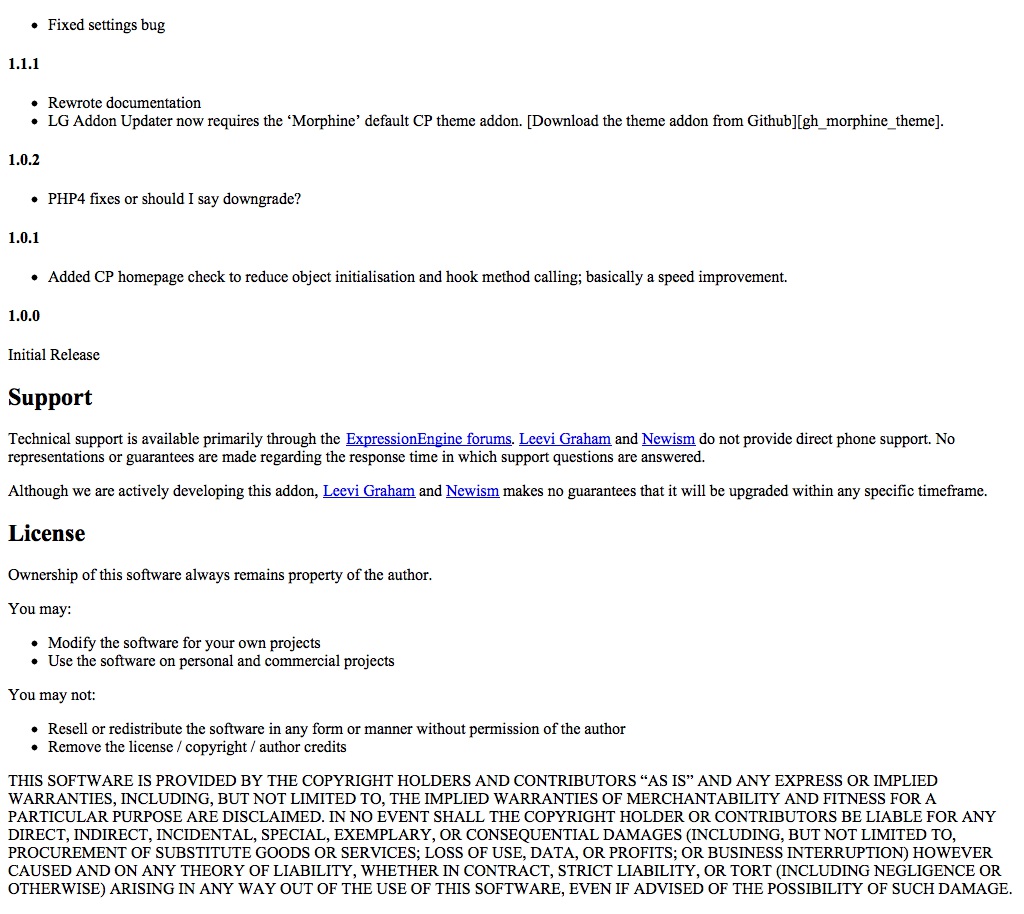 • Fixed settings bug
1.1.1
• Rewrote documentation
• LG Addon Updater now requires the ‘Morphine’ default CP theme addon. [Download the theme addon from Github][gh_morphine_theme].
1.0.2
• PHP4 fixes or should I say downgrade?
1.0.1
• Added CP homepage check to reduce object initialisation and hook method calling; basically a speed improvement.
1.0.0
Initial Release
Support
Technical support is available primarily through the ExpressionEngine forums. Leevi Graham and Newism do not provide direct phone support. No
representations or guarantees are made regarding the response time in which support questions are answered.
Although we are actively developing this addon, Leevi Graham and Newism makes no guarantees that it will be upgraded within any specific timeframe.
License
Ownership of this software always remains property of the author.
You may:
• Modify the software for your own projects
• Use the software on personal and commercial projects
You may not:
• Resell or redistribute the software in any form or manner without permission of the author
• Remove the license / copyright / author credits
THIS SOFTWARE IS PROVIDED BY THE COPYRIGHT HOLDERS AND CONTRIBUTORS “AS IS” AND ANY EXPRESS OR IMPLIED
WARRANTIES, INCLUDING, BUT NOT LIMITED TO, THE IMPLIED WARRANTIES OF MERCHANTABILITY AND FITNESS FOR A
PARTICULAR PURPOSE ARE DISCLAIMED. IN NO EVENT SHALL THE COPYRIGHT HOLDER OR CONTRIBUTORS BE LIABLE FOR ANY
DIRECT, INDIRECT, INCIDENTAL, SPECIAL, EXEMPLARY, OR CONSEQUENTIAL DAMAGES (INCLUDING, BUT NOT LIMITED TO,
PROCUREMENT OF SUBSTITUTE GOODS OR SERVICES; LOSS OF USE, DATA, OR PROFITS; OR BUSINESS INTERRUPTION) HOWEVER
CAUSED AND ON ANY THEORY OF LIABILITY, WHETHER IN CONTRACT, STRICT LIABILITY, OR TORT (INCLUDING NEGLIGENCE OR
OTHERWISE) ARISING IN ANY WAY OUT OF THE USE OF THIS SOFTWARE, EVEN IF ADVISED OF THE POSSIBILITY OF SUCH DAMAGE.